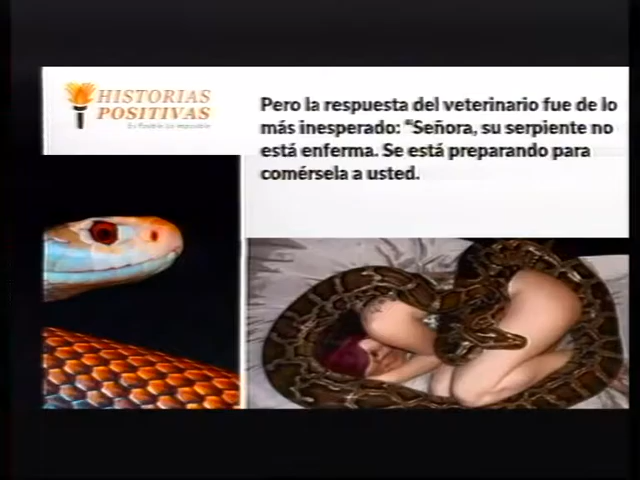 HISTORIAS
POSITIVAS
Pero la respuesta del veterinario fue de lo
más inesperado: "Señora, su serpiente no
está enferma. Se está preparando para
comérsela a usted.